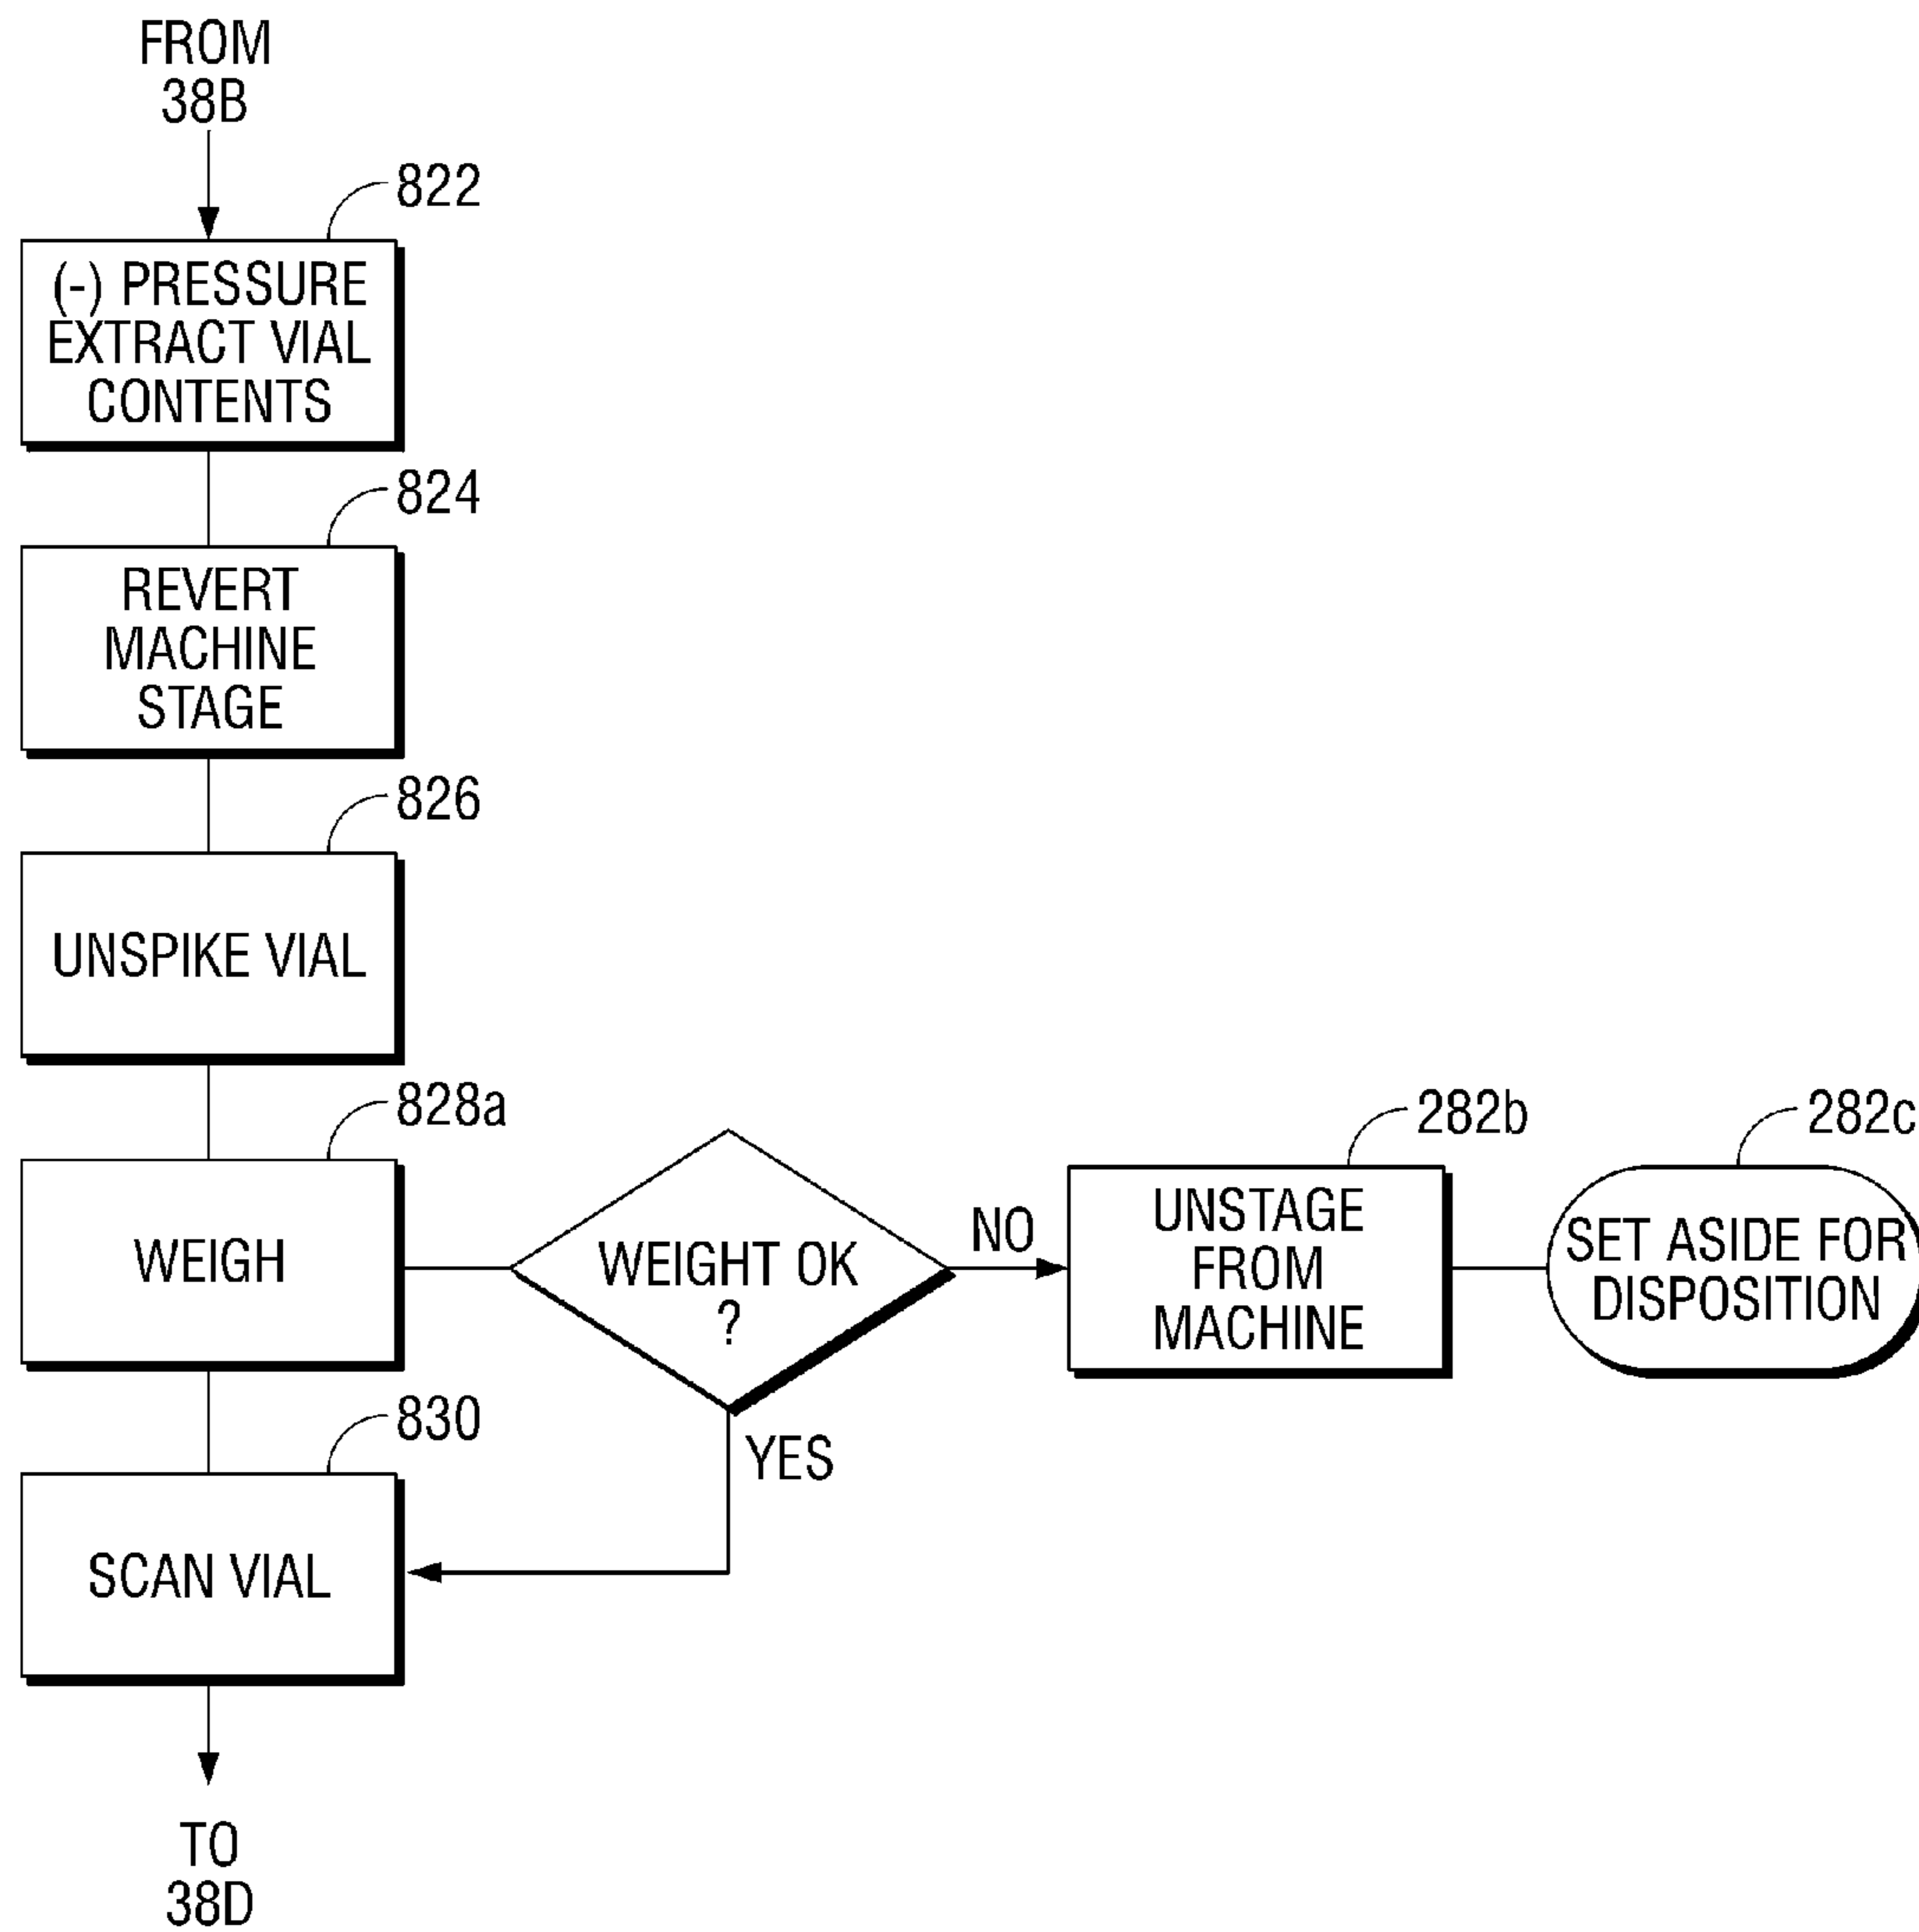 FROM
38B
822
(-) PRESSURE
EXTRACT VIAL
CONTENTS
824
REVERT
MACHINE
STAGE
826
UNSPIKE VIAL
828a
WEIGH
WEIGHT OK
?
NO
YES
282b
UNSTAGE
FROM
MACHINE
282c
SET ASIDE FOR
DISPOSITION
830
SCAN VIAL
TO
38D